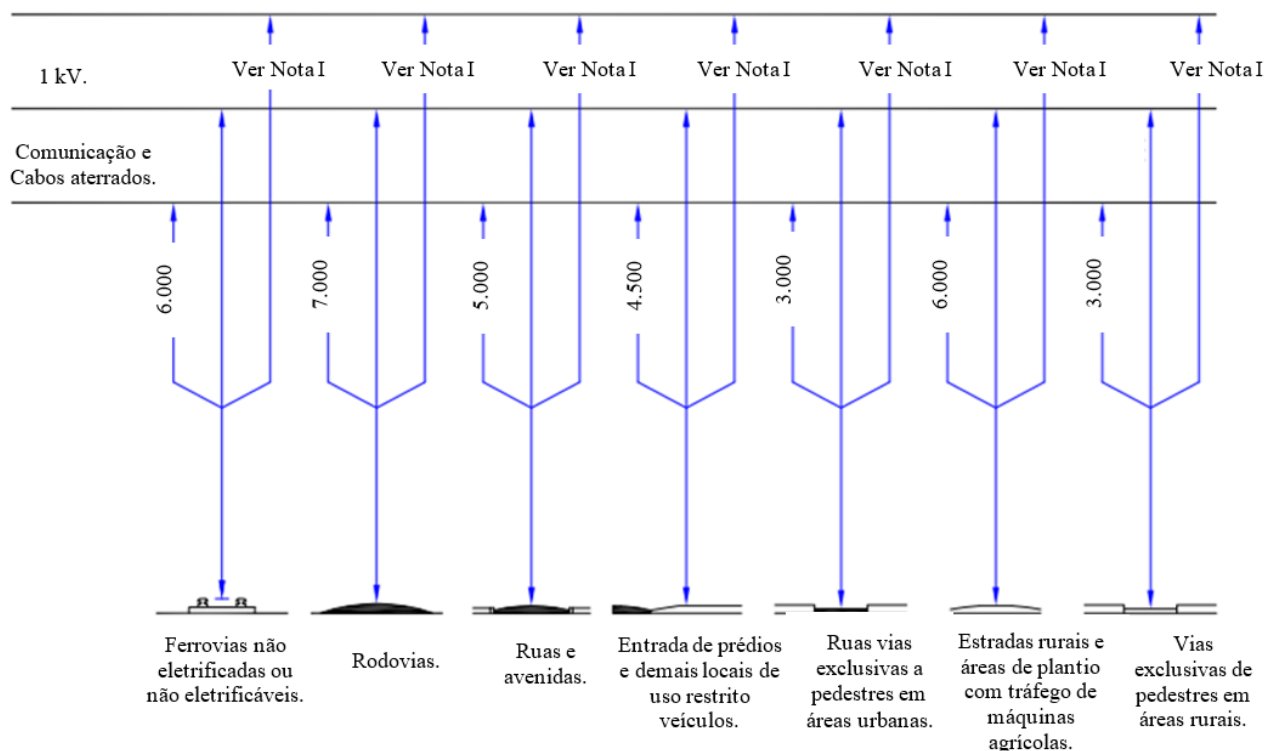 Ver Nota I
Ver Nota I
Ver Nota I
Ver Nota I
Ver Nota I
Ver Nota I
Ver Nota I
1 kV.
Comunicação e
Cabos aterrados.
6.000
7.000
5.000
4.500
3.000
6.000
3.000
Ferrovias não
eletrificadas ou
não eletrificáveis.
Rodovias.
Ruas e
avenidas.
Entrada de prédios
e demais locais de
uso restrito
veículos.
Ruas vias
exclusivas a
pedestres em
áreas urbanas.
Estradas rurais e
áreas de plantio
com tráfego de
máquinas
agrícolas.
Vias
exclusivas de
pedestres em
áreas rurais.